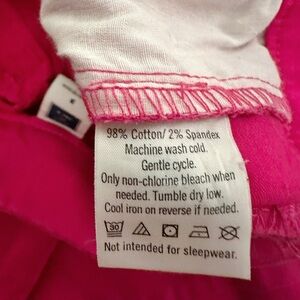 98% Cotton/ 2% Spandex
Machine wash cold.
Gentle cycle.
Only non-chlorine bleach when
needed. Tumble dry low.
Cool iron on reverse if needed.
30
Not intended for sleepwear.